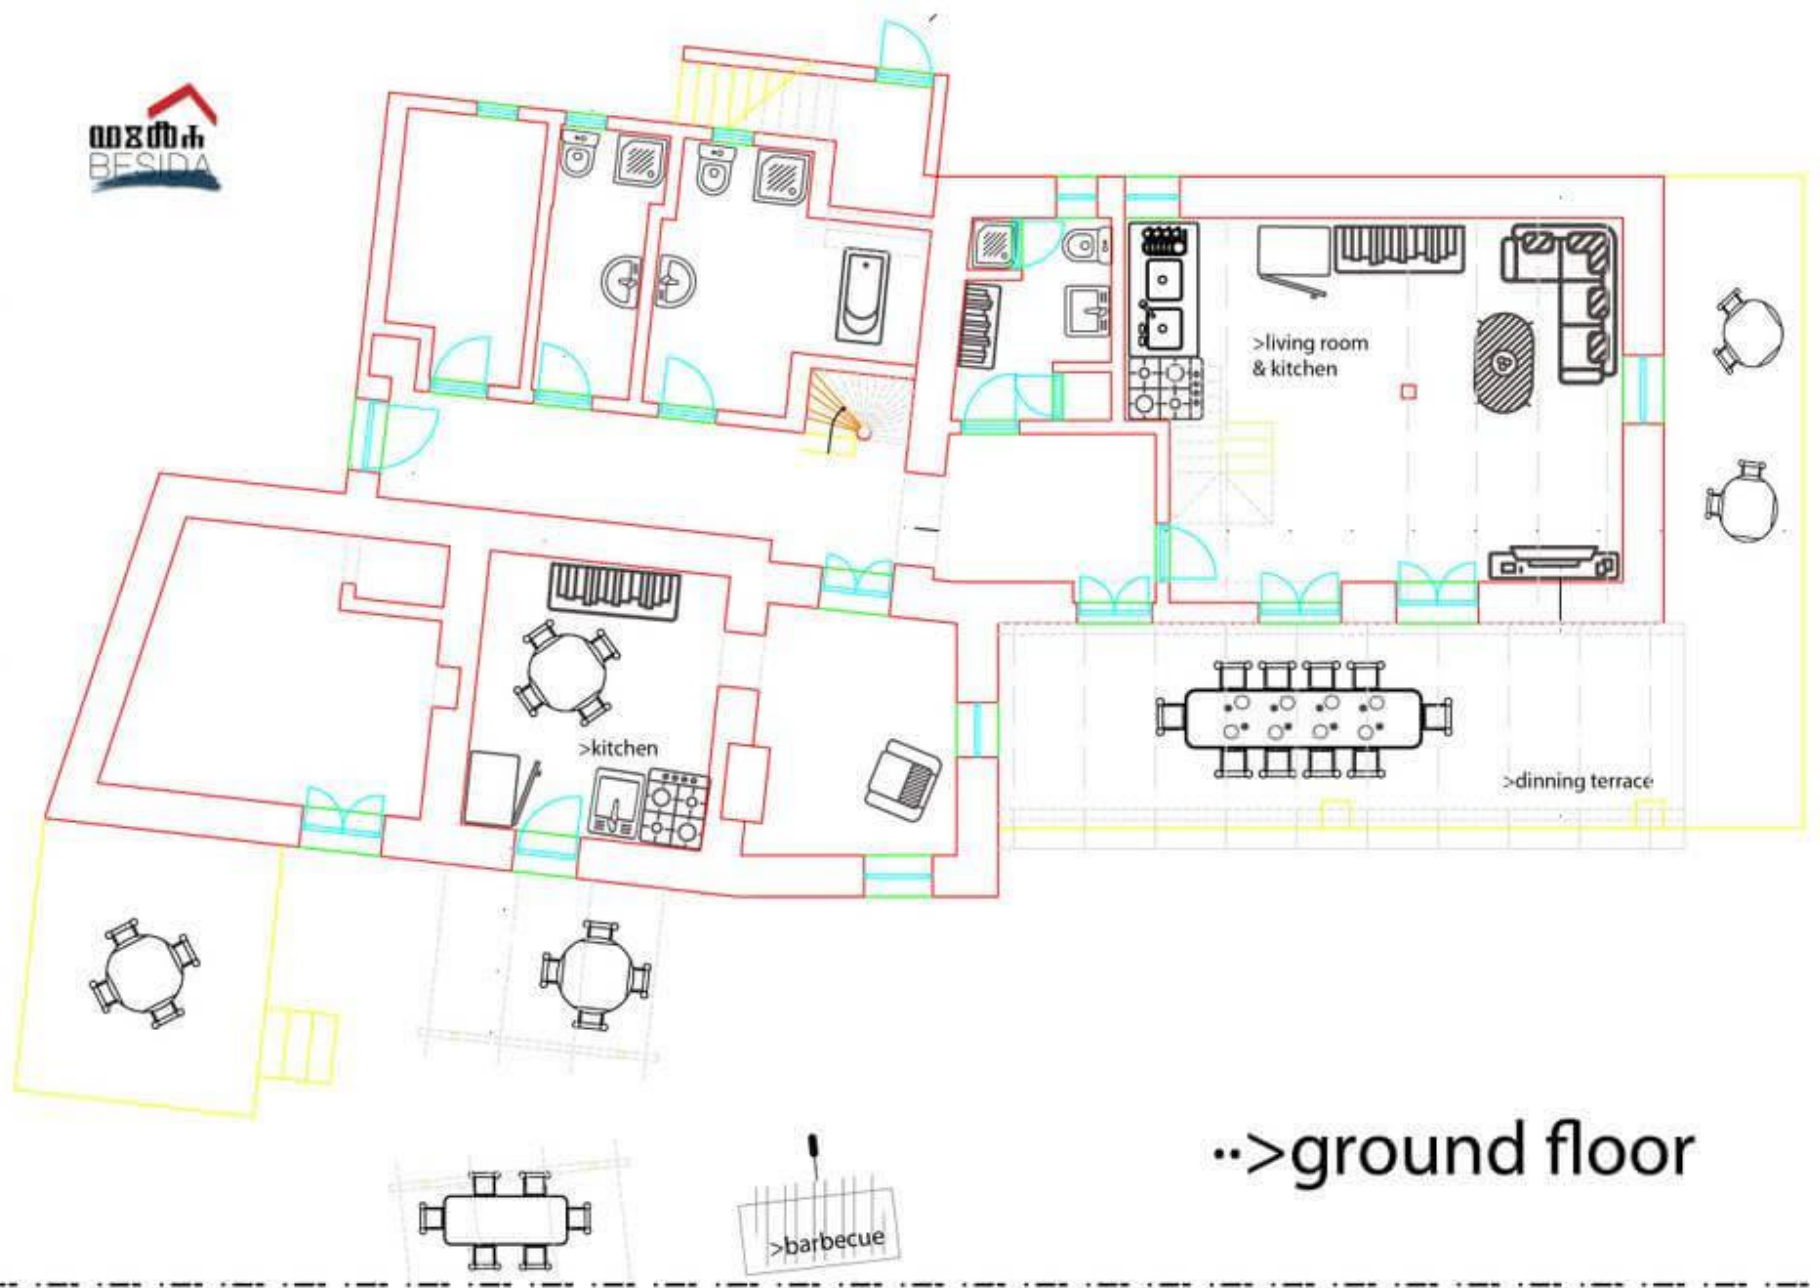 BESIDA
>living room
& kitchen
>kitchen
>dinning terrace
··>ground floor
>barbecue